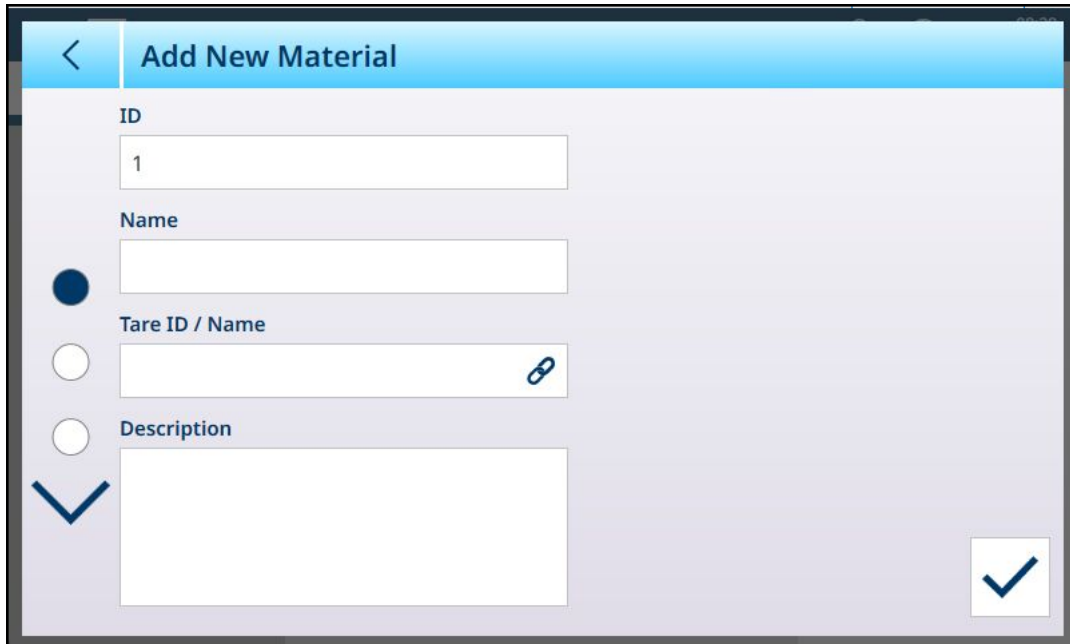 Add New Material
ID
1
Name
Tare ID / Name
Description